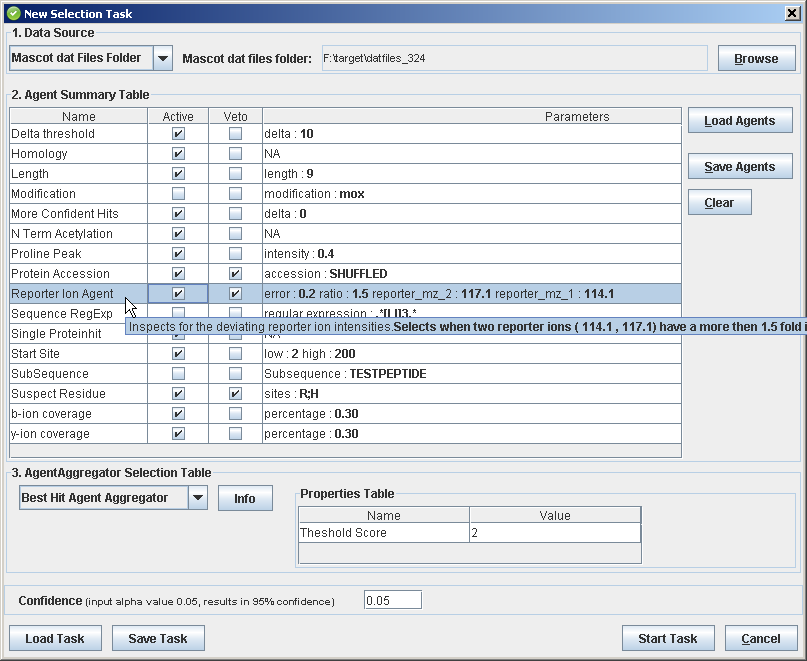 New Selection Task
1. Data Source
Mascot dat Files Folder Mascot dat files folder: F:\target\datfiles_324 Browse
2. Agent Summary Table
Name Active Veto Parameters
Delta threshold delta : 10
Homology NA
Length length : 9
Modification modification : mox
More Confident Hits delta : 0
N Term Acetylation NA
Proline Peak intensity : 0.4
Protein Accession accession : SHUFFLED
Reporter Ion Agent error : 0.2 ratio : 1.5 reporter_mz_2 : 117.1 reporter_mz_1 : 114.1
Sequence RegExp regular expression :
Inspects for the deviating reporter ion intensities.Selects when two reporter ions ( 114.1 , 117.1) have a more then 1.5 fold i
Single Proteinhit NA
Start Site low : 2 high : 200
SubSequence Subsequence : TESTPEPTIDE
Suspect Residue sites : R;H
b-ion coverage percentage : 0.30
y-ion coverage percentage : 0.30
Load Agents
Save Agents
Clear
3. AgentAggregator Selection Table
Best Hit Agent Aggregator Info
Properties Table
Name Value
Theshold Score 2
Confidence (input alpha value 0.05, results in 95% confidence) 0.05
Load Task Save Task Start Task Cancel